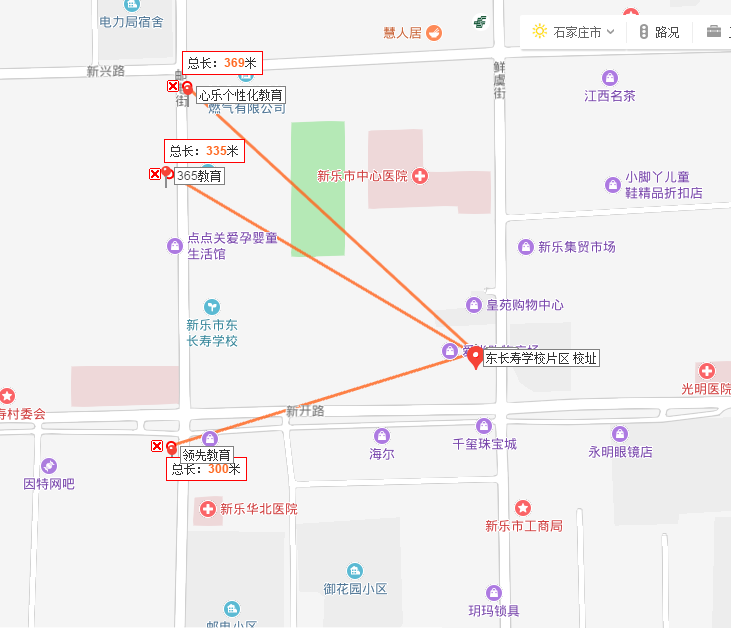 电力局宿舍
慧人居
石家庄市
路况
新兴路
总长：369米
心乐个性化教育
燃气有限公司
鲜虞街
江西名茶
总长：335米
365教育
新乐市中心医院
小脚丫儿童
鞋精品折扣店
点点关爱孕婴童
生活馆
新乐集贸市场
新乐市东
长寿学校
皇苑购物中心
东长寿学校片区 校址
光明医院
寿村委会
新开路
领先教育
总长：300米
海尔
千玺珠宝城
永明眼镜店
因特网吧
新乐华北医院
新乐市工商局
御花园小区
玥玛锁具
邮电小区